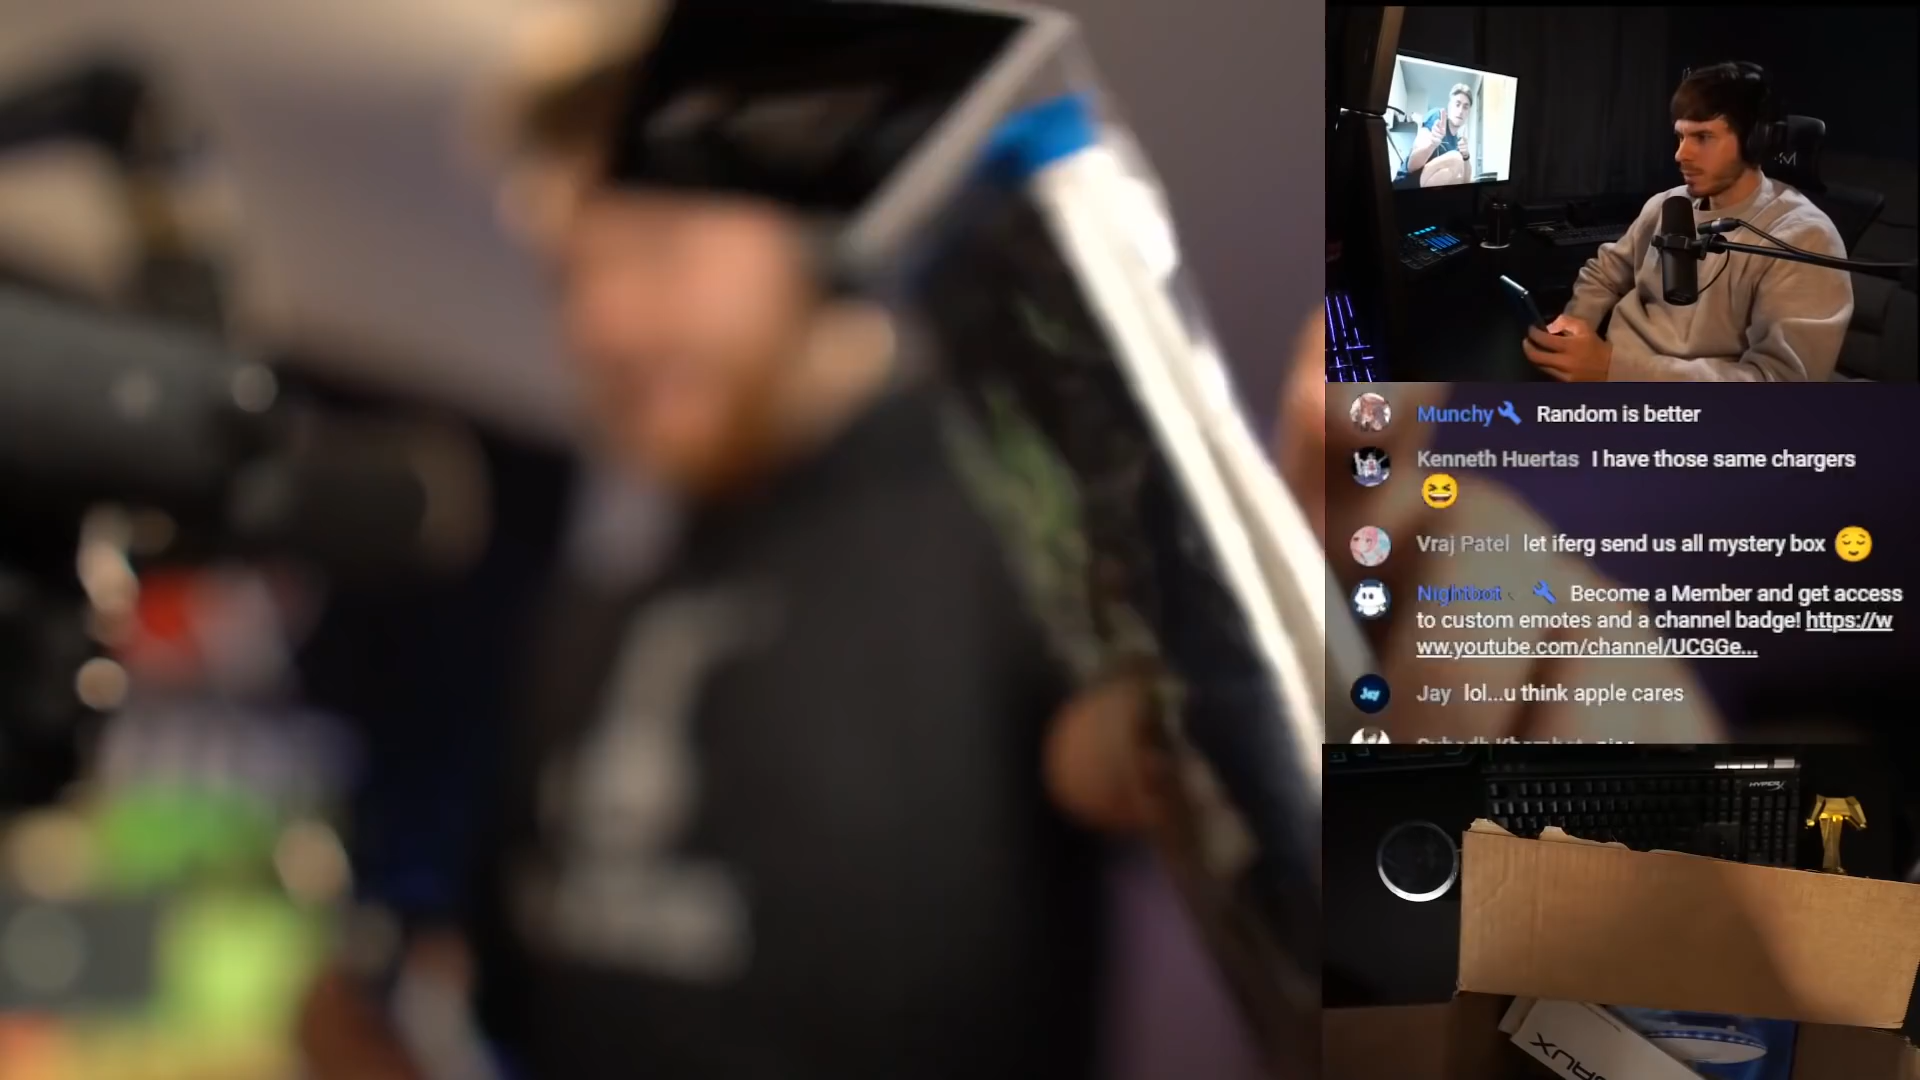 Munchy Random is better
Kenneth Huertas I have those same chargers
😆
Vraj Patel let iferg send us all mystery box 😌
Nightbot Become a Member and get access
to custom emotes and a channel badge! https://w
ww.youtube.com/channel/UCGGe...
Jay lol...u think apple cares
HYPERX